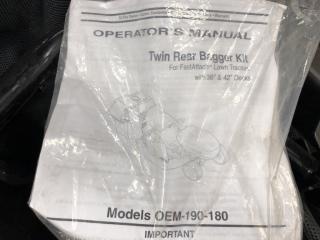 OPERATOR'S MANUAL
Twin Rear Bagger Kit
For FastAttach Lawn Tractors
with 38" & 42" Decks
Models OEM-190-180
IMPORTANT